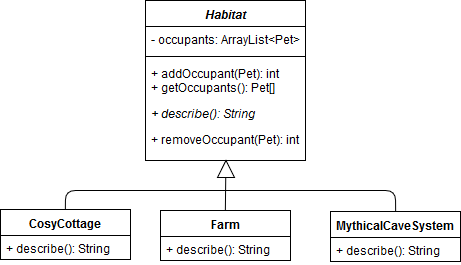 Habitat
- occupants: ArrayList<Pet>
+ addOccupant(Pet): int
+ getOccupants(): Pet[]
+ describe(): String
+ removeOccupant(Pet): int
CosyCottage
+ describe(): String
Farm
+ describe(): String
MythicalCaveSystem
+ describe(): String